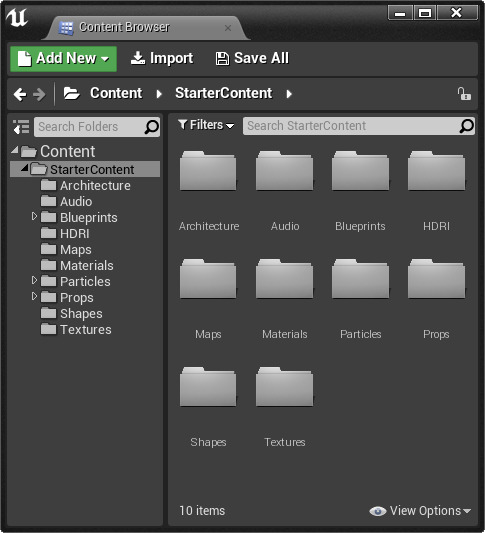 Content Browser
Add New Import Save All
Content StarterContent
Search Folders
Content
StarterContent
Architecture
Audio
Blueprints
HDRI
Maps
Materials
Particles
Props
Shapes
Textures
Filters Search StarterContent
Architecture Audio Blueprints HDRI
Maps Materials Particles Props
Shapes Textures
10 items View Options